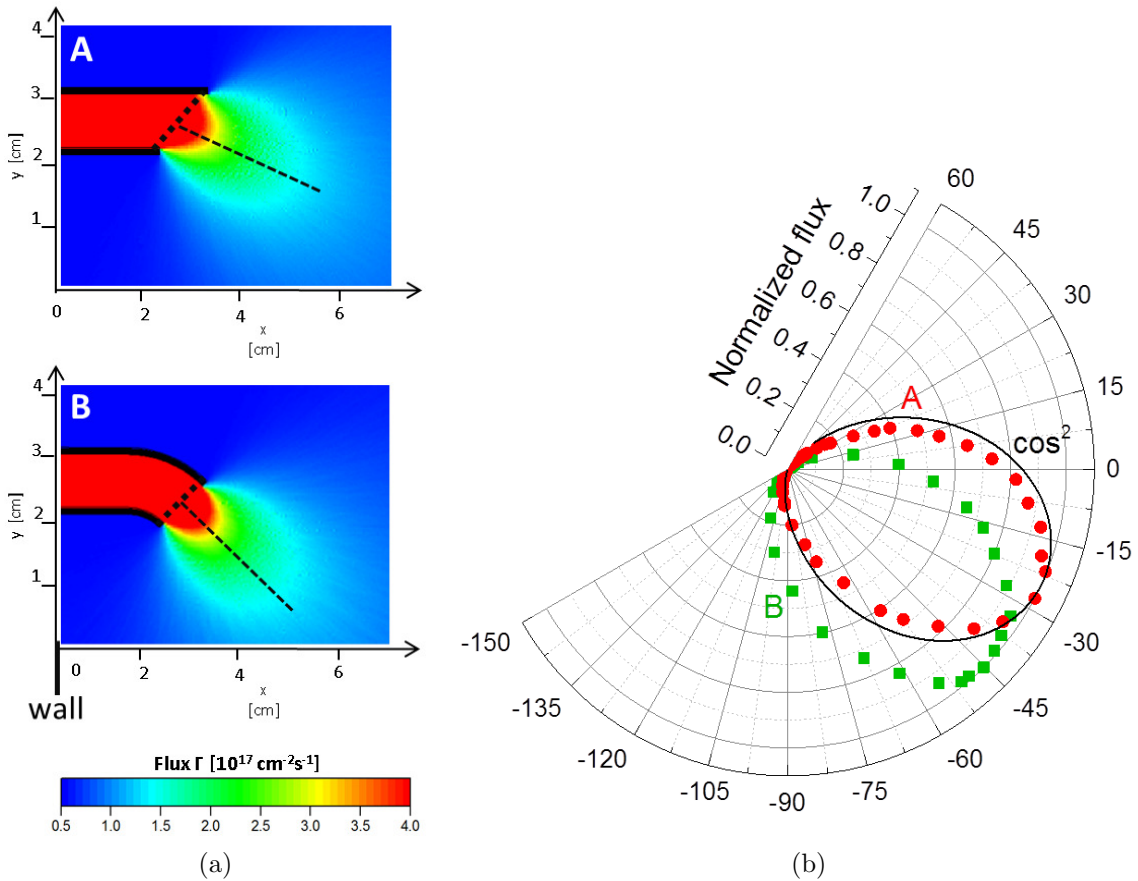 4
3
2
1
y [cm]
A
0
2
4
6
x
[cm]
4
3
2
1
y [cm]
B
0
2
4
6
x
[cm]
wall
Flux Γ [10¹⁷ cm⁻²s⁻¹]
0.5 1.0 1.5 2.0 2.5 3.0 3.5 4.0
(a)
Normalized flux
1.0
0.8
0.6
0.4
0.2
0.0
60
45
30
15
0
-15
-30
-45
-60
-75
-90
-105
-120
-135
-150
A
cos²
B
(b)